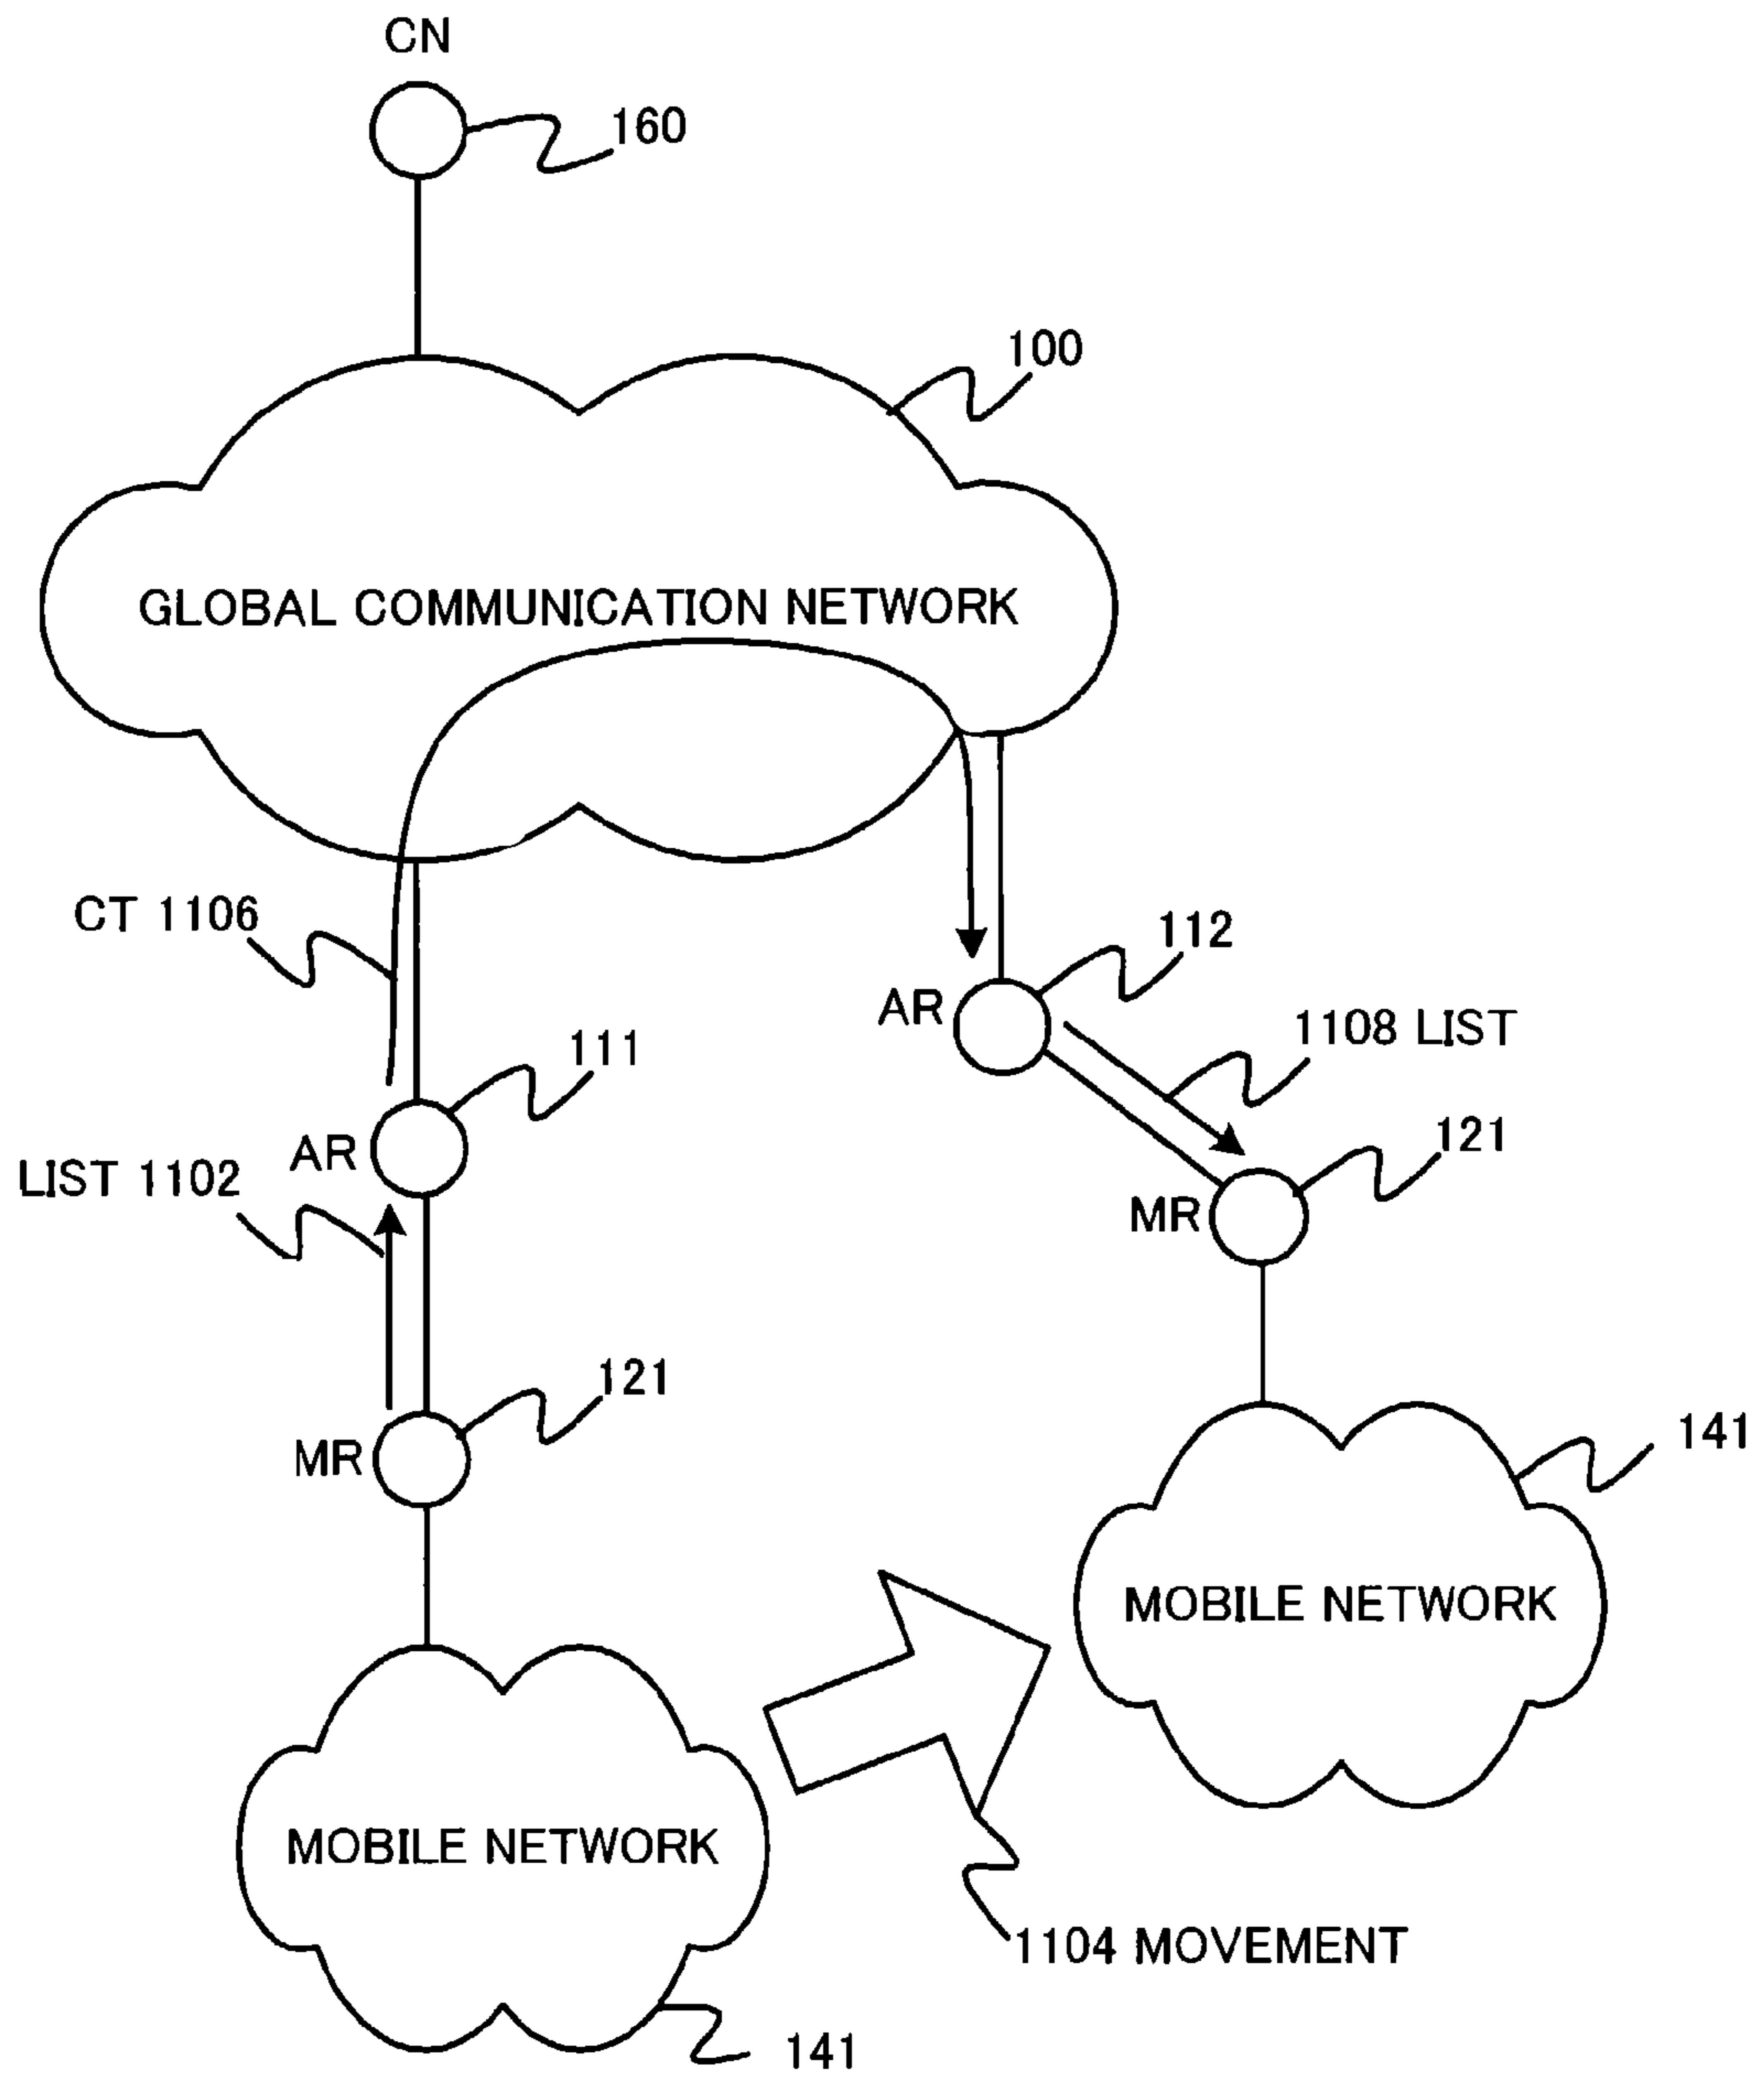 CN
160
100
GLOBAL COMMUNICATION NETWORK
CT 1106
112
AR
1108 LIST
111
AR
LIST 1102
121
MR
121
MR
141
MOBILE NETWORK
MOBILE NETWORK
1104 MOVEMENT
141